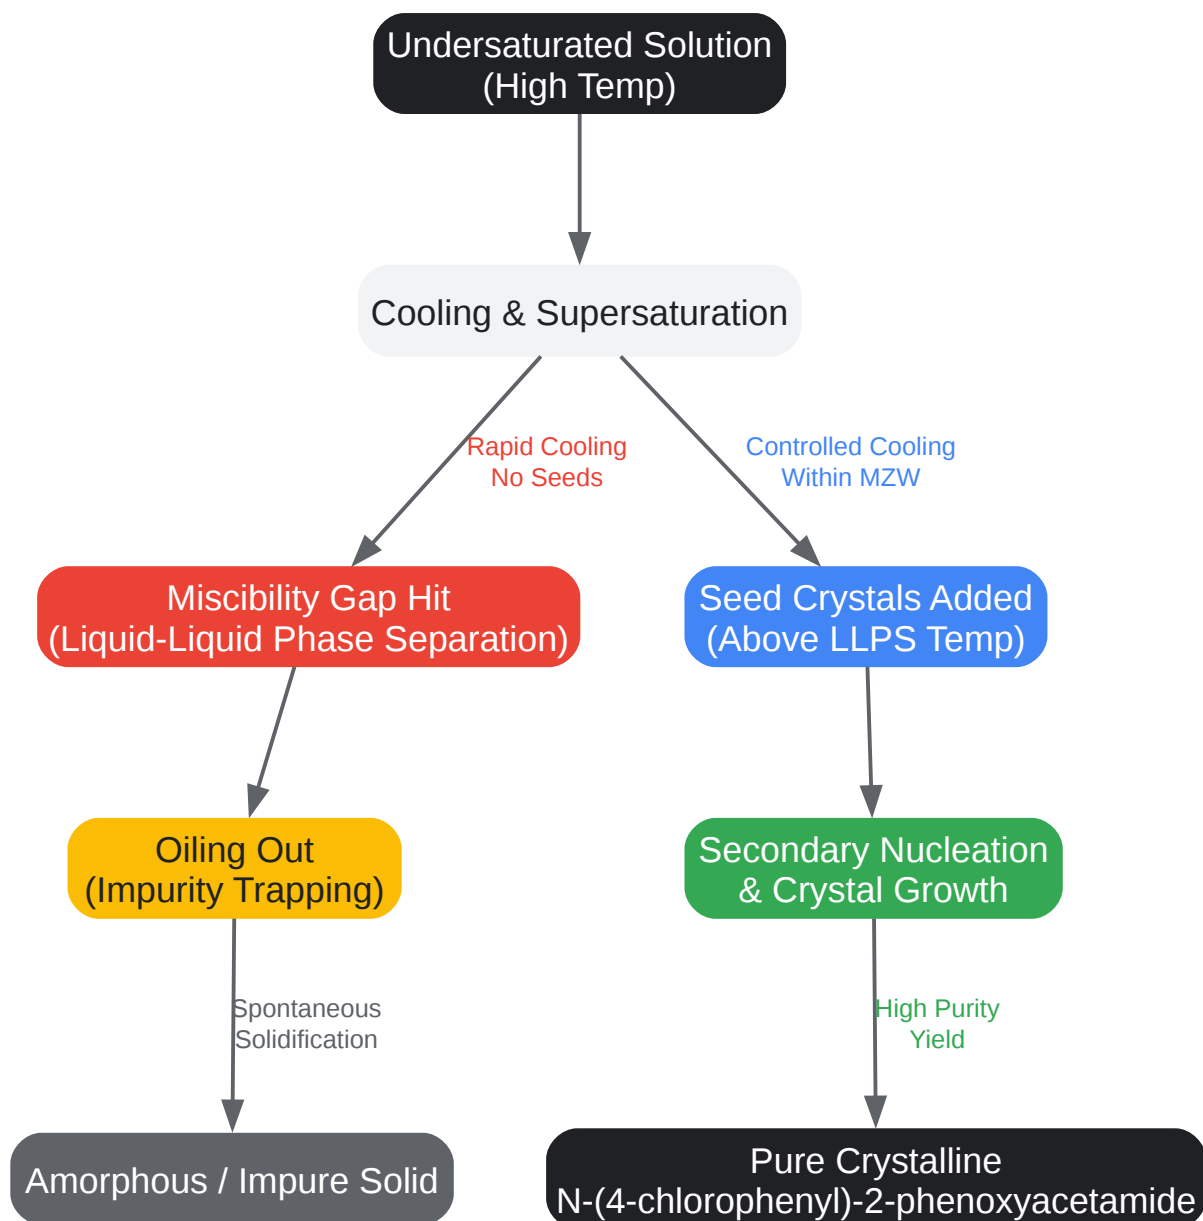 Undersaturated Solution
(High Temp)
Cooling & Supersaturation
Rapid Cooling
No Seeds
Controlled Cooling
Within MZW
Miscibility Gap Hit
(Liquid-Liquid Phase Separation)
Seed Crystals Added
(Above LLPS Temp)
Oiling Out
(Impurity Trapping)
Secondary Nucleation
& Crystal Growth
Spontaneous
Solidification
High Purity
Yield
Amorphous / Impure Solid
Pure Crystalline
N-(4-chlorophenyl)-2-phenoxyacetamide